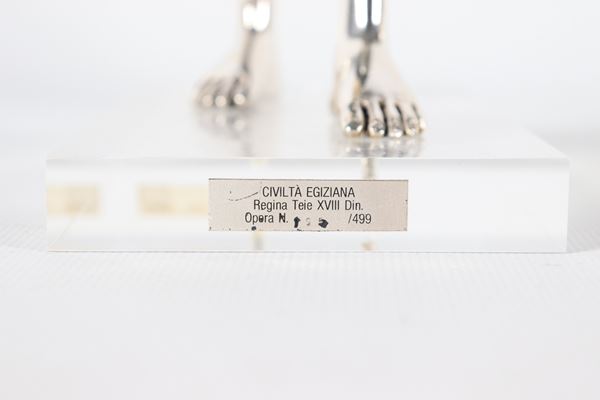 CIVILTÀ EGIZIANA
Regina Teie XVIII Din.
Opera N. /499